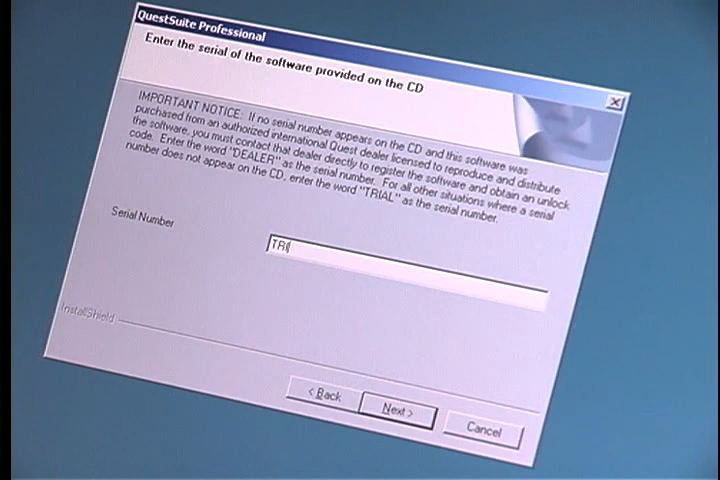 QuestSuite Professional
Enter the serial of the software provided on the CD
IMPORTANT NOTICE: If no serial number appears on the CD and this software was
purchased from an authorized international Quest dealer licensed to reproduce and distribute
the software, you must contact that dealer directly to register the software and obtain an unlock
code. Enter the word "DEALER" as the serial number. For all other situations where a serial
number does not appear on the CD, enter the word "TRIAL" as the serial number.
Serial Number
TRI
InstallShield
< Back
Next >
Cancel